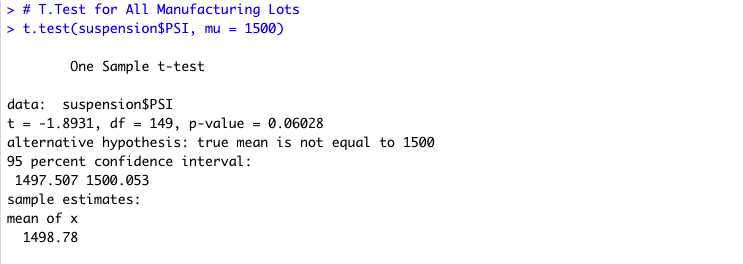 > # T.Test for All Manufacturing Lots
> t.test(suspension$PSI, mu = 1500)
One Sample t-test
data:  suspension$PSI
t = -1.8931, df = 149, p-value = 0.06028
alternative hypothesis: true mean is not equal to 1500
95 percent confidence interval:
1497.507 1500.053
sample estimates:
mean of x
1498.78